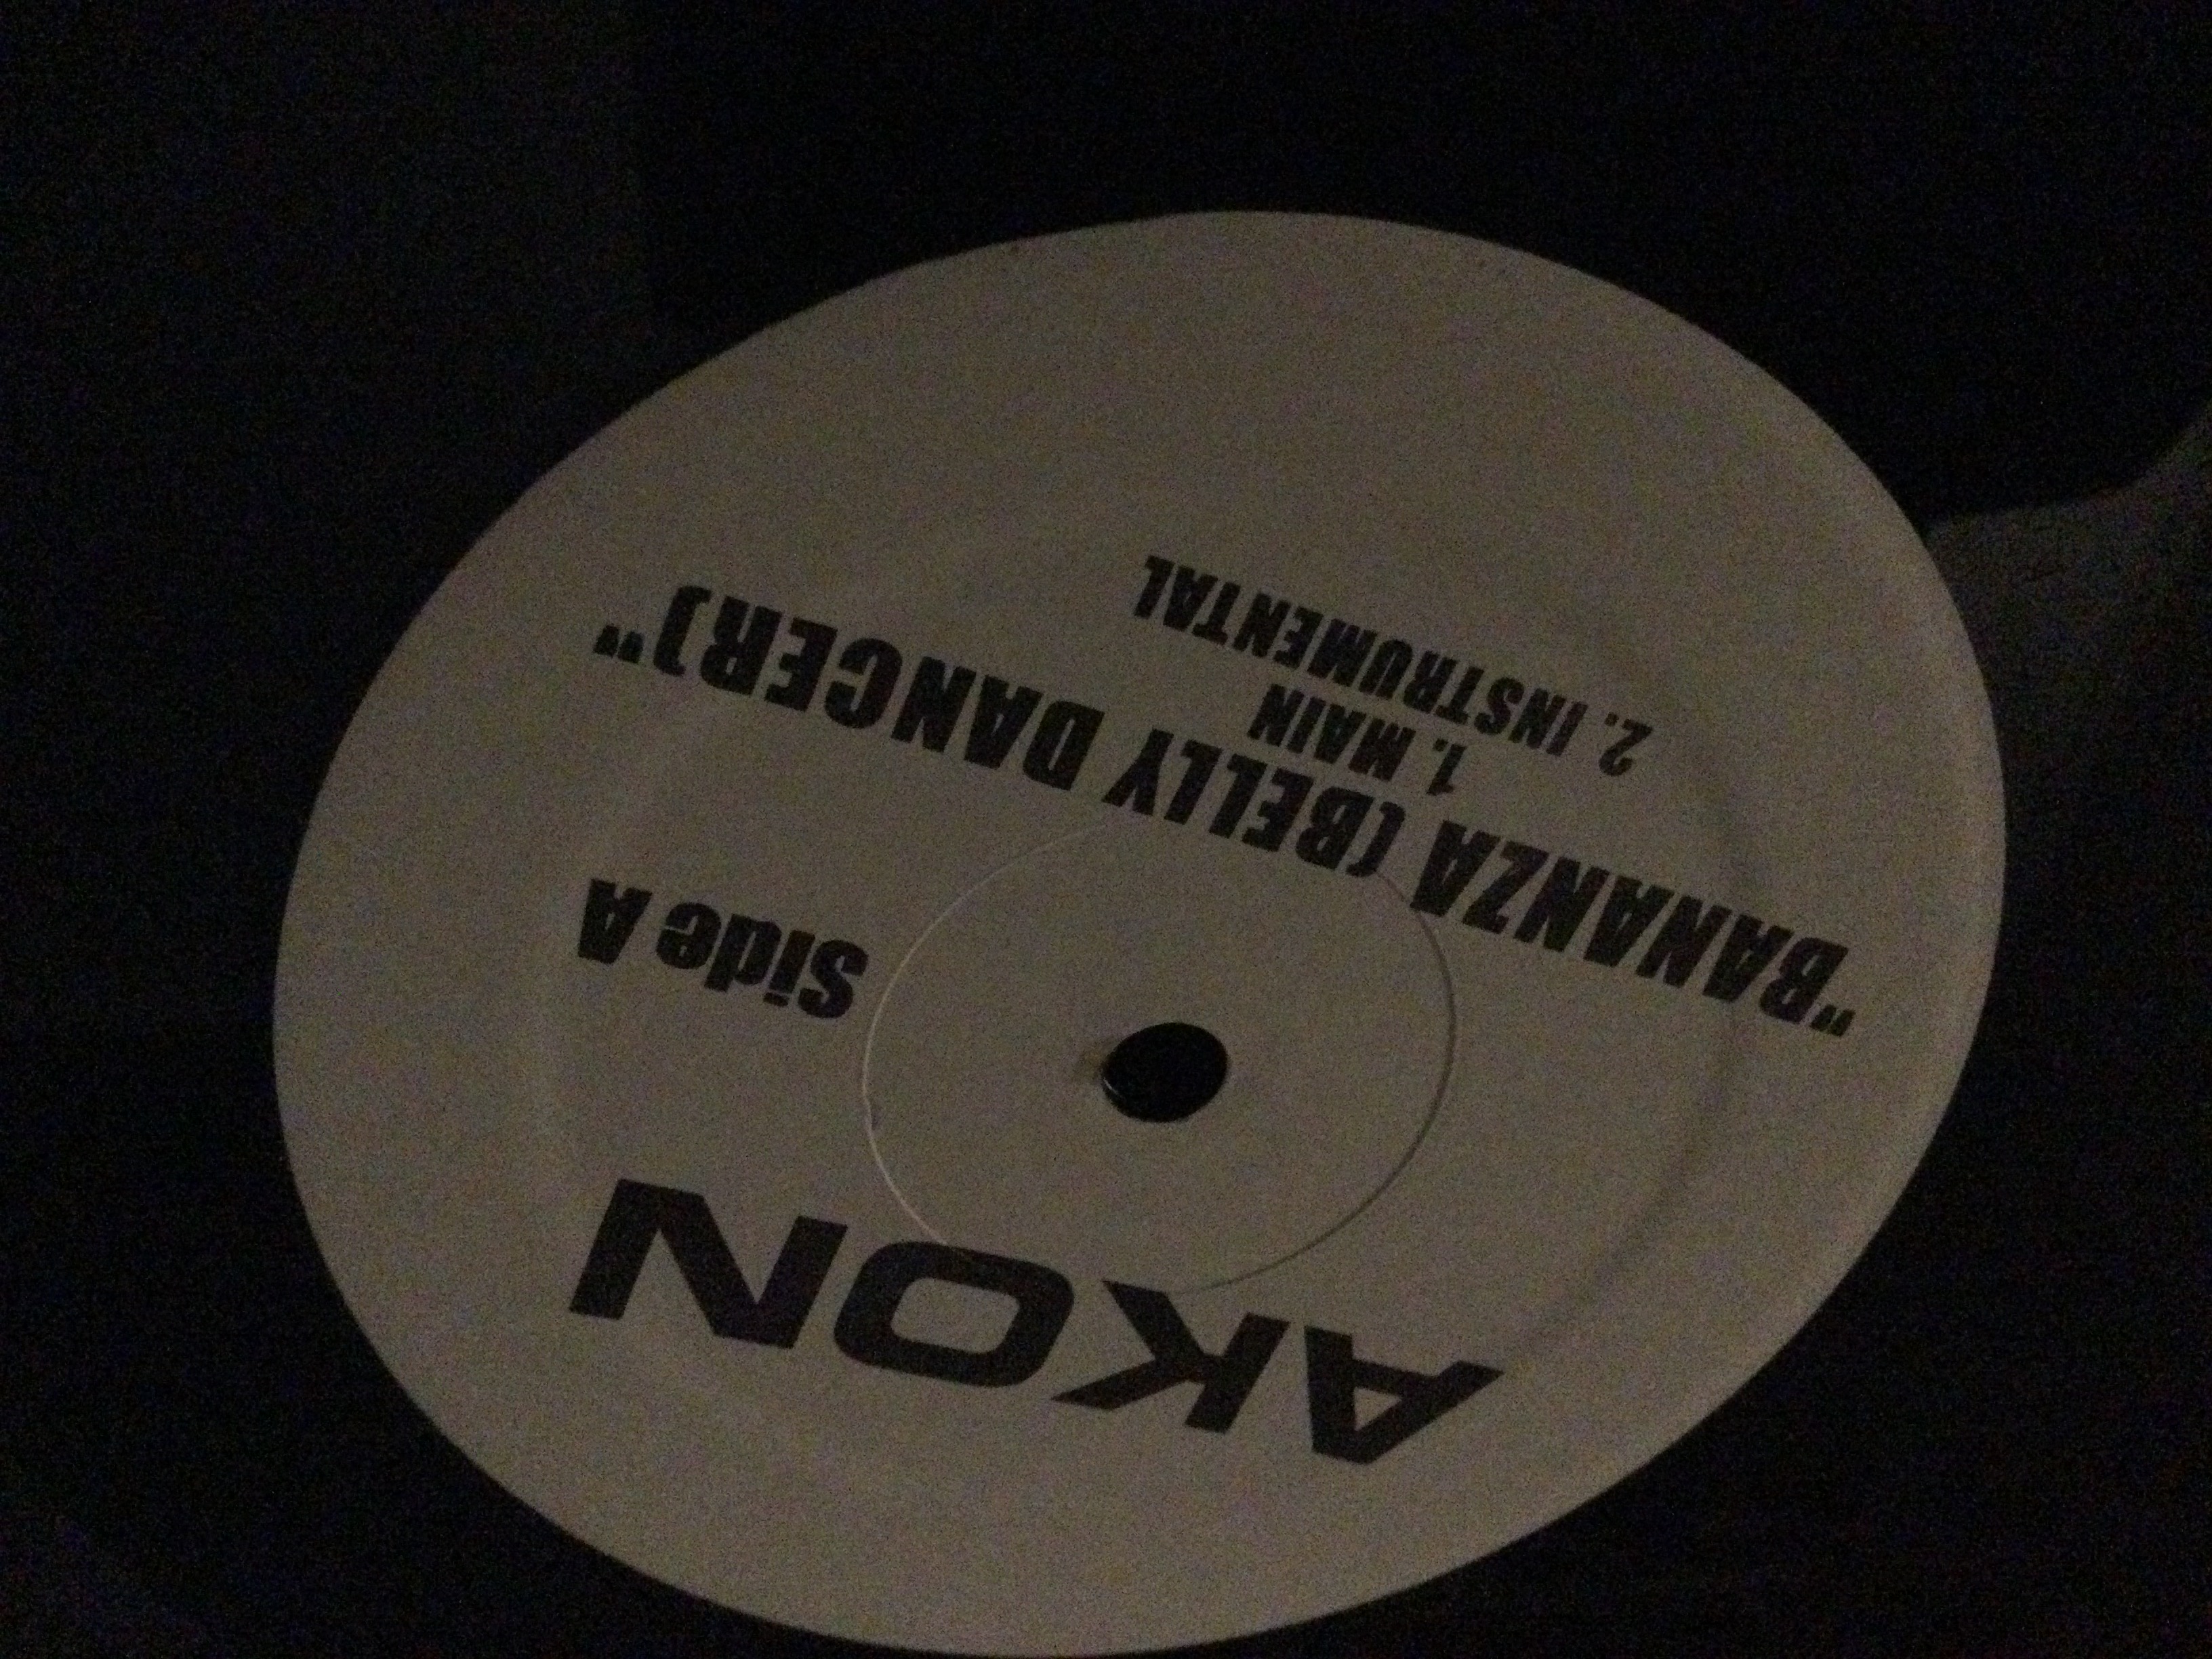 AKON
Side A
"BANANZA (BELLY DANCER)"
1. MAIN
2. INSTRUMENTAL